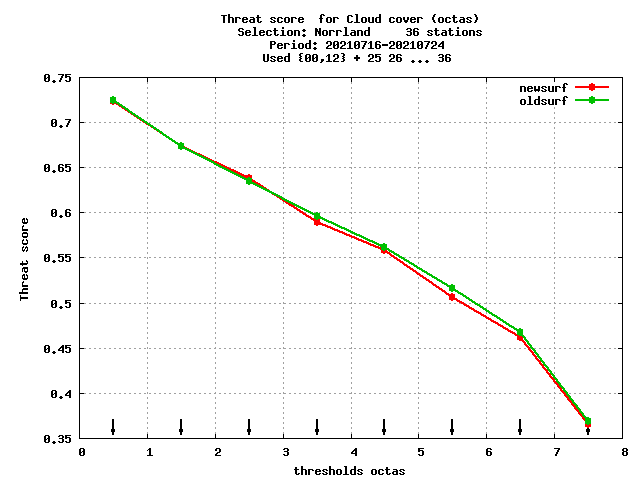 Threat score  for Cloud cover (octas)
Selection: Norrland     36 stations
Period: 20210716-20210724
Used {00,12} + 25 26 ... 36
newsurf
oldsurf
0.75
0.7
0.65
0.6
0.55
0.5
0.45
0.4
0.35
Threat score
0 1 2 3 4 5 6 7 8
thresholds octas